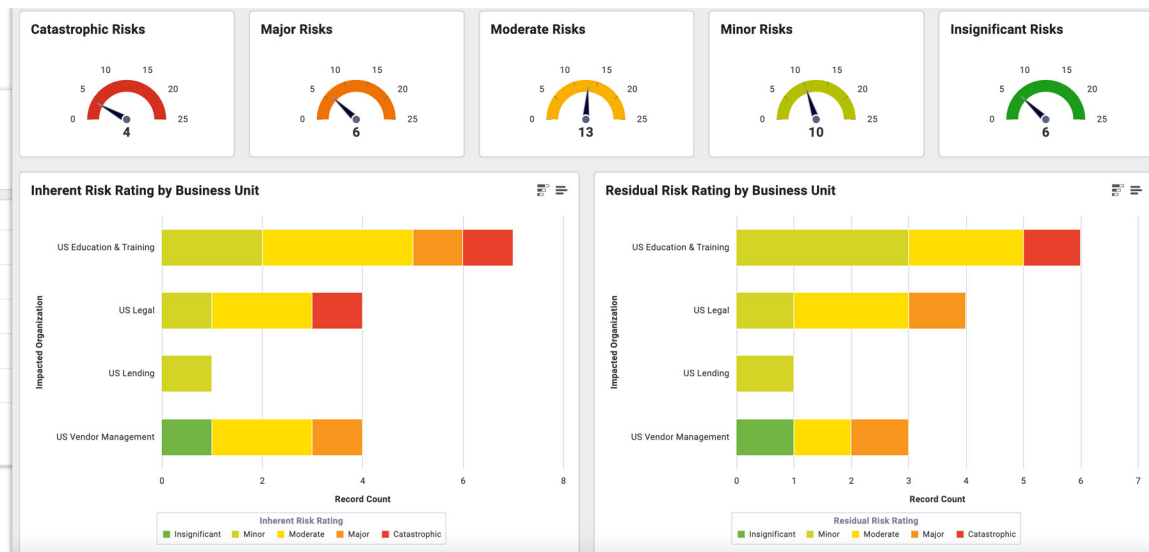 Catastrophic Risks
0 5 10 15 20 25
4
Major Risks
0 5 10 15 20 25
6
Moderate Risks
0 5 10 15 20 25
13
Minor Risks
0 5 10 15 20 25
10
Insignificant Risks
0 5 10 15 20 25
6
Inherent Risk Rating by Business Unit
Impacted Organization
US Education & Training
US Legal
US Lending
US Vendor Management
0 2 4 6 8
Record Count
Inherent Risk Rating
Insignificant Minor Moderate Major Catastrophic
Residual Risk Rating by Business Unit
Impacted Organization
US Education & Training
US Legal
US Lending
US Vendor Management
0 1 2 3 4 5 6 7
Record Count
Residual Risk Rating
Insignificant Minor Moderate Major Catastrophic